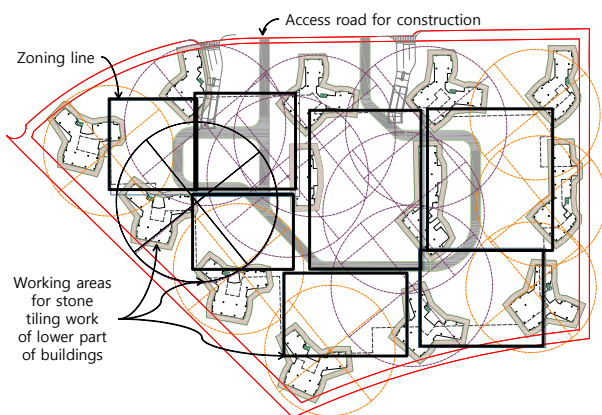 Access road for construction
Zoning line
Working areas
for stone
tiling work
of lower part
of buildings